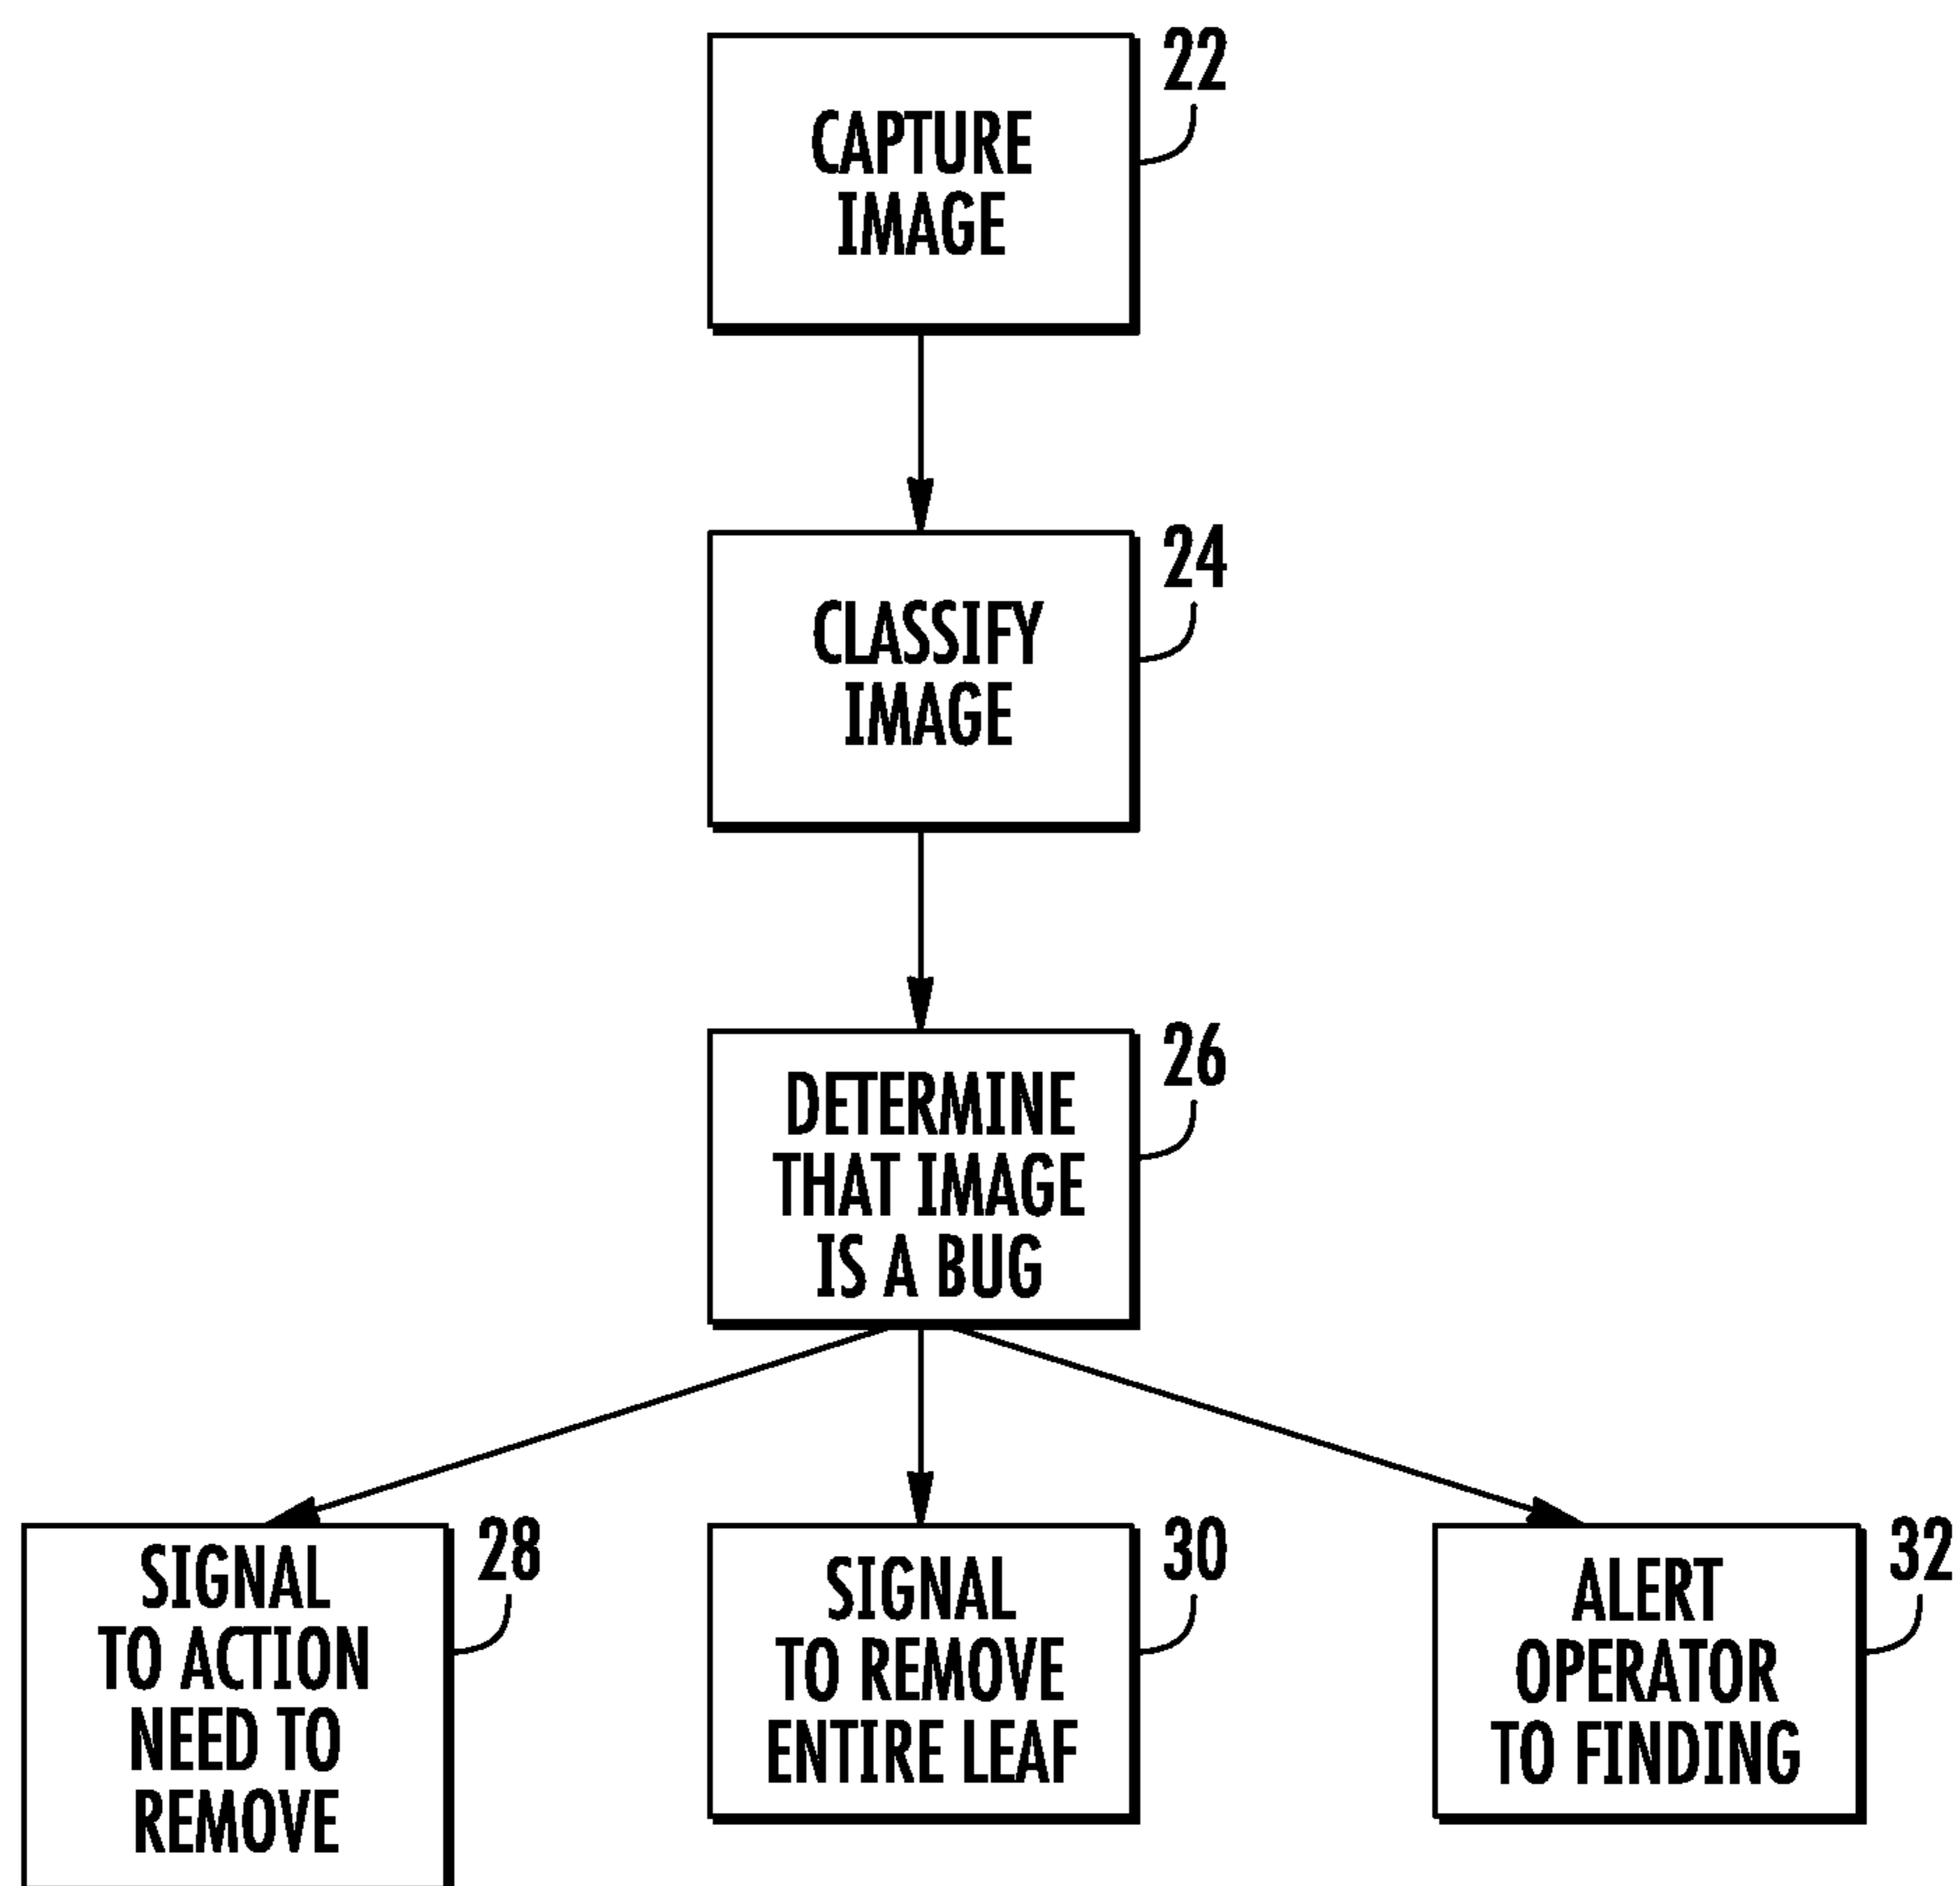 22
CAPTURE
IMAGE
24
CLASSIFY
IMAGE
26
DETERMINE
THAT IMAGE
IS A BUG
28
SIGNAL
TO ACTION
NEED TO
REMOVE
30
SIGNAL
TO REMOVE
ENTIRE LEAF
32
ALERT
OPERATOR
TO FINDING